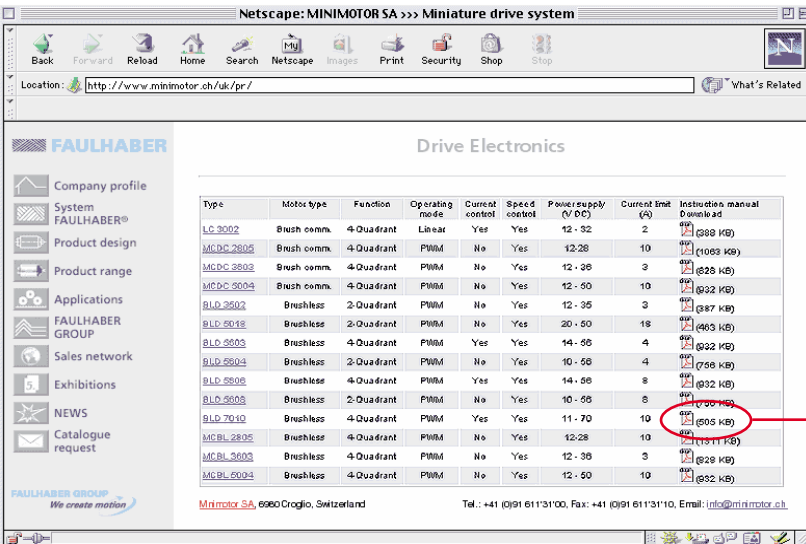 Netscape: MINIMOTOR SA >>> Miniature drive system
Back Forward Reload Home Search Netscape Images Print Security Shop Stop
My
N
Location: http://www.minimotor.ch/uk/pr/ What's Related
FAULHABER
Drive Electronics
Company profile
System
FAULHABER®
Product design
Product range
Applications
FAULHABER
GROUP
Sales network
Exhibitions
NEWS
Catalogue
request
FAULHABER GROUP
We create motion
Type Motor type Function Operating mode Current control Speed control Power supply (V DC) Current limit (A) Instruction manual Download
LC 3002 Brush comm. 4-Quadrant Linear Yes Yes 12 - 32 2 (388 KB)
MCDC 2805 Brush comm. 4-Quadrant PWM No Yes 12-28 10 (1063 KB)
MCDC 3603 Brush comm. 4-Quadrant PWM No Yes 12 - 36 3 (828 KB)
MCDC 5004 Brush comm. 4-Quadrant PWM No Yes 12 - 50 10 (932 KB)
BLD 3502 Brushless 2-Quadrant PWM No Yes 12 - 35 3 (387 KB)
BLD 5018 Brushless 2-Quadrant PWM No Yes 20 - 50 18 (463 KB)
BLD 5603 Brushless 4-Quadrant PWM Yes Yes 14 - 56 4 (932 KB)
BLD 5604 Brushless 2-Quadrant PWM No Yes 10 - 56 4 (756 KB)
BLD 5606 Brushless 4-Quadrant PWM Yes Yes 14 - 56 8 (932 KB)
BLD 5608 Brushless 2-Quadrant PWM No Yes 10 - 56 8 (756 KB)
BLD 7010 Brushless 4-Quadrant PWM Yes Yes 11 - 70 10 (505 KB)
MCBL 2805 Brushless 4-Quadrant PWM No Yes 12-28 10 (1311 KB)
MCBL 3603 Brushless 4-Quadrant PWM No Yes 12 - 36 3 (829 KB)
MCBL 5004 Brushless 4-Quadrant PWM No Yes 12 - 50 10 (932 KB)
Minimotor SA, 6980 Croglio, Switzerland Tel.: +41 (0)91 611'31'00, Fax: +41 (0)91 611'31'10, Email: info@minimotor.ch